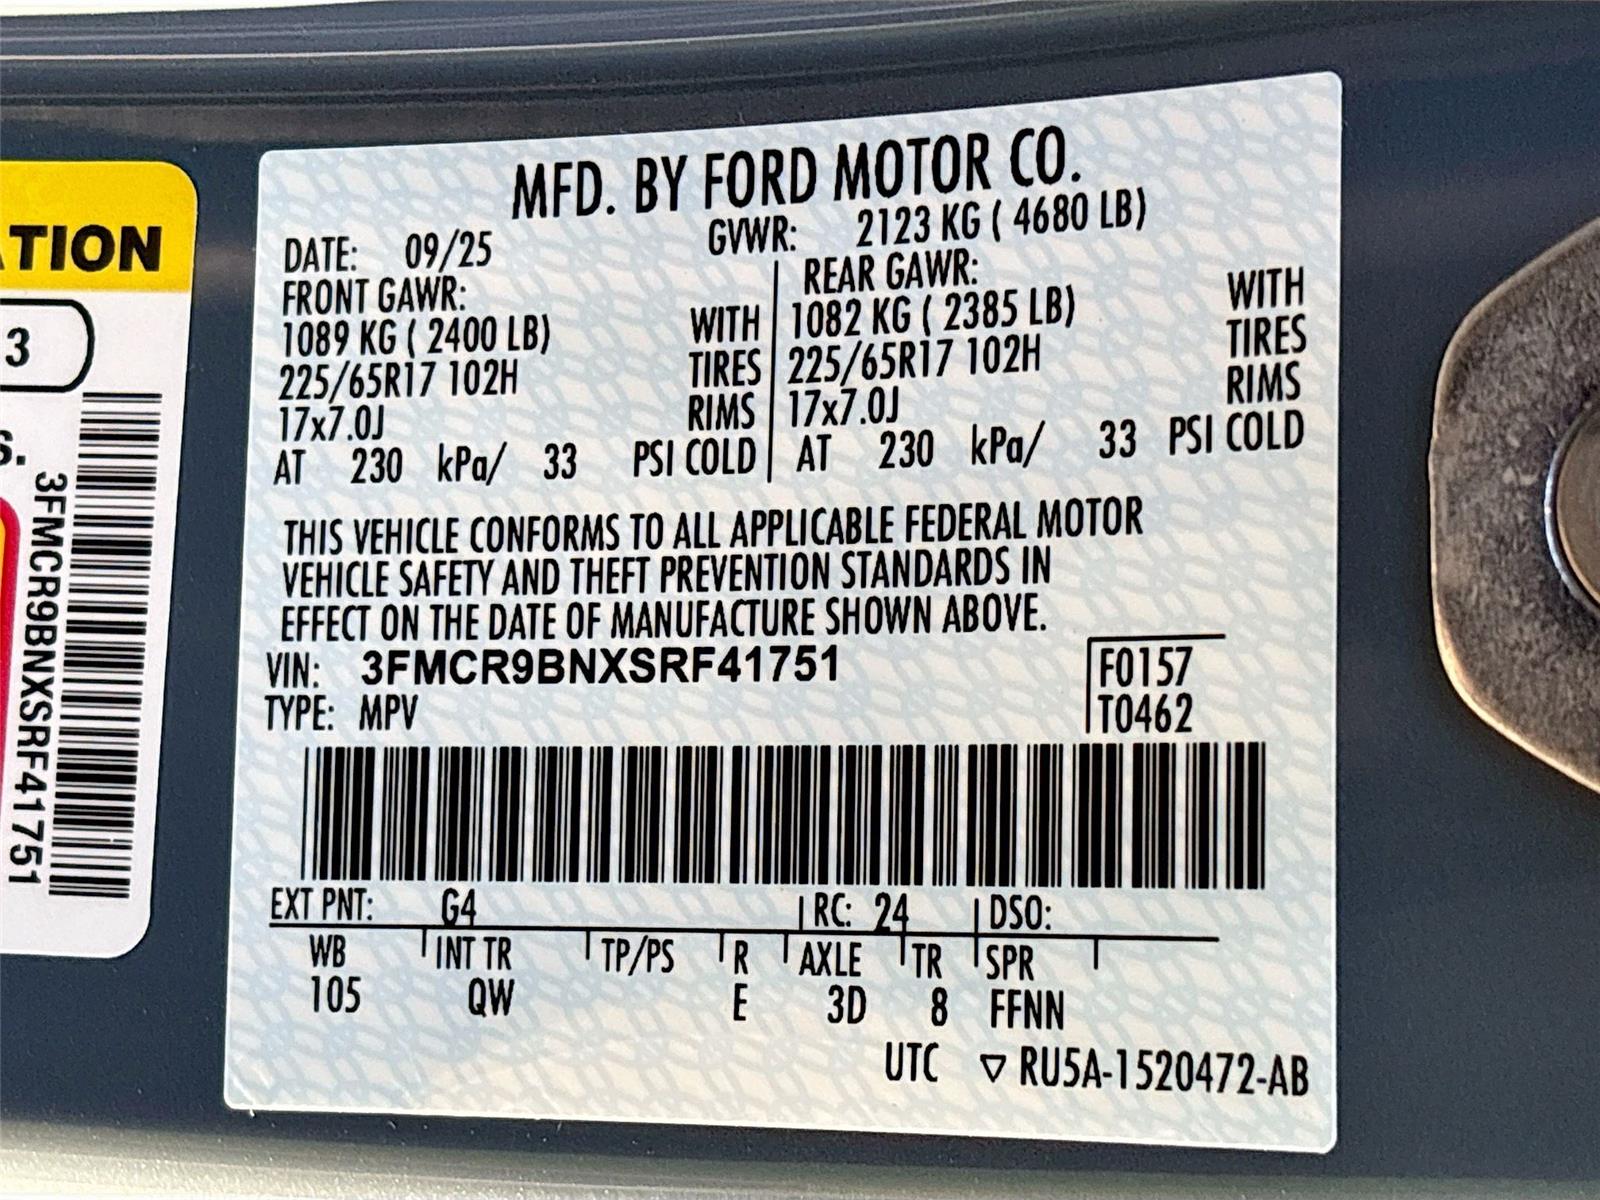 MFD. BY FORD MOTOR CO.
DATE: 09/25 GVWR: 2123 KG ( 4680 LB)
FRONT GAWR: REAR GAWR:
1089 KG ( 2400 LB) WITH 1082 KG ( 2385 LB) WITH
225/65R17 102H TIRES 225/65R17 102H TIRES
17x7.0J RIMS 17x7.0J RIMS
AT 230 kPa/ 33 PSI COLD AT 230 kPa/ 33 PSI COLD
THIS VEHICLE CONFORMS TO ALL APPLICABLE FEDERAL MOTOR
VEHICLE SAFETY AND THEFT PREVENTION STANDARDS IN
EFFECT ON THE DATE OF MANUFACTURE SHOWN ABOVE.
VIN: 3FMCR9BNXSRF41751 F0157
TYPE: MPV T0462
EXT PNT: G4 RC: 24 DSO:
WB INT TR TP/PS R AXLE TR SPR
105 QW E 3D 8 FFNN
UTC ▽ RU5A-1520472-AB
ATION
3
S.
3FMCR9BNXSRF41751